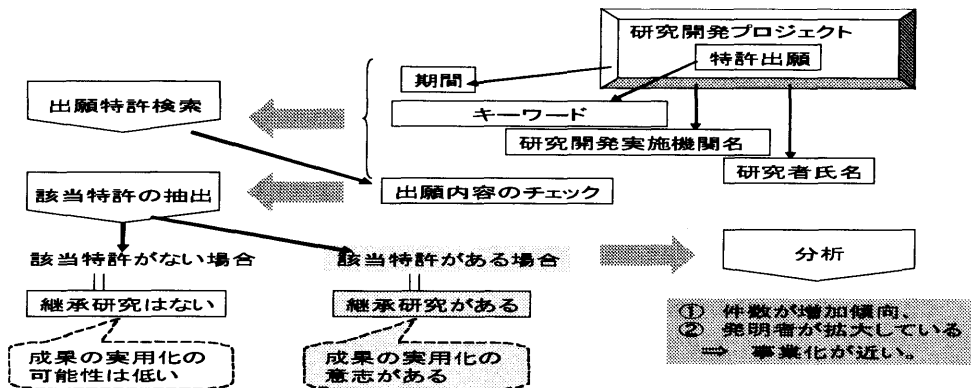 研究開発プロジェクト
特許出願
期間
キーワード
研究開発実施機関名
研究者氏名
出願特許検索
出願内容のチェック
該当特許の抽出
該当特許がない場合
該当特許がある場合
分析
継承研究はない
継承研究がある
成果の実用化の
可能性は低い
成果の実用化の
意志がある
① 件数が増加傾向、
② 発明者が拡大している
⇒ 事業化が近い。